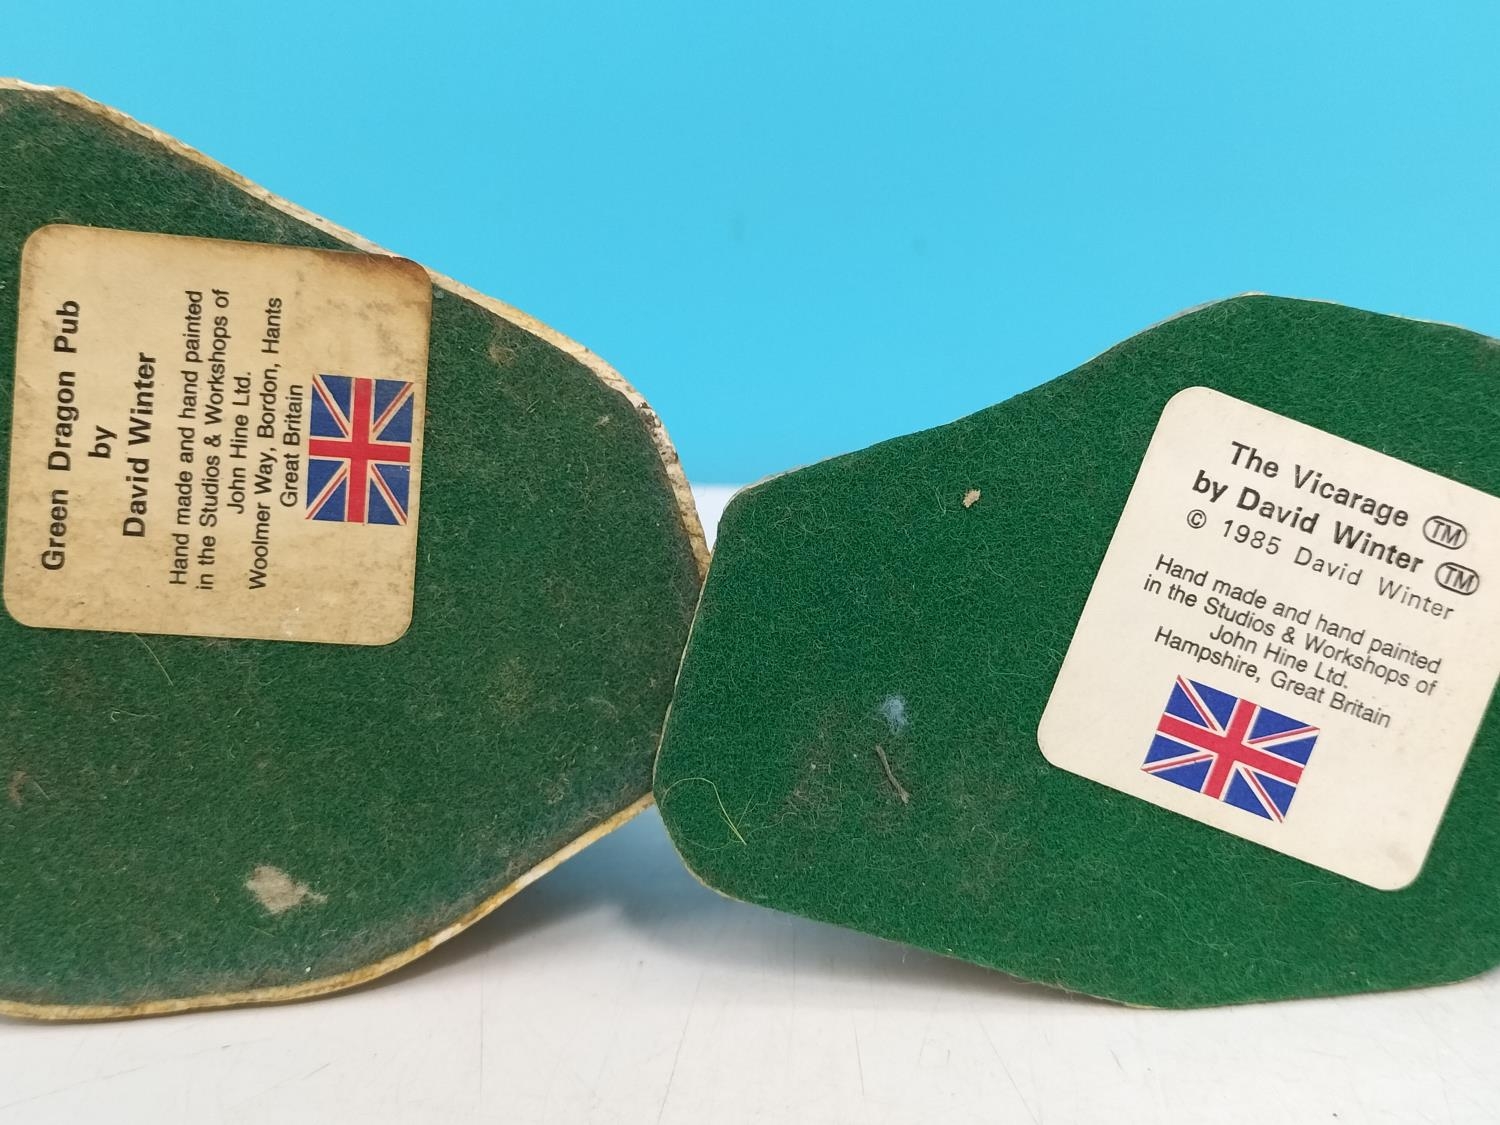 Green Dragon Pub
by
David Winter
Hand made and hand painted
in the Studios & Workshops of
John Hine Ltd.
Woolmer Way, Bordon, Hants
Great Britain
The Vicarage TM
by David Winter TM
© 1985 David Winter
Hand made and hand painted
in the Studios & Workshops of
John Hine Ltd.
Hampshire, Great Britain